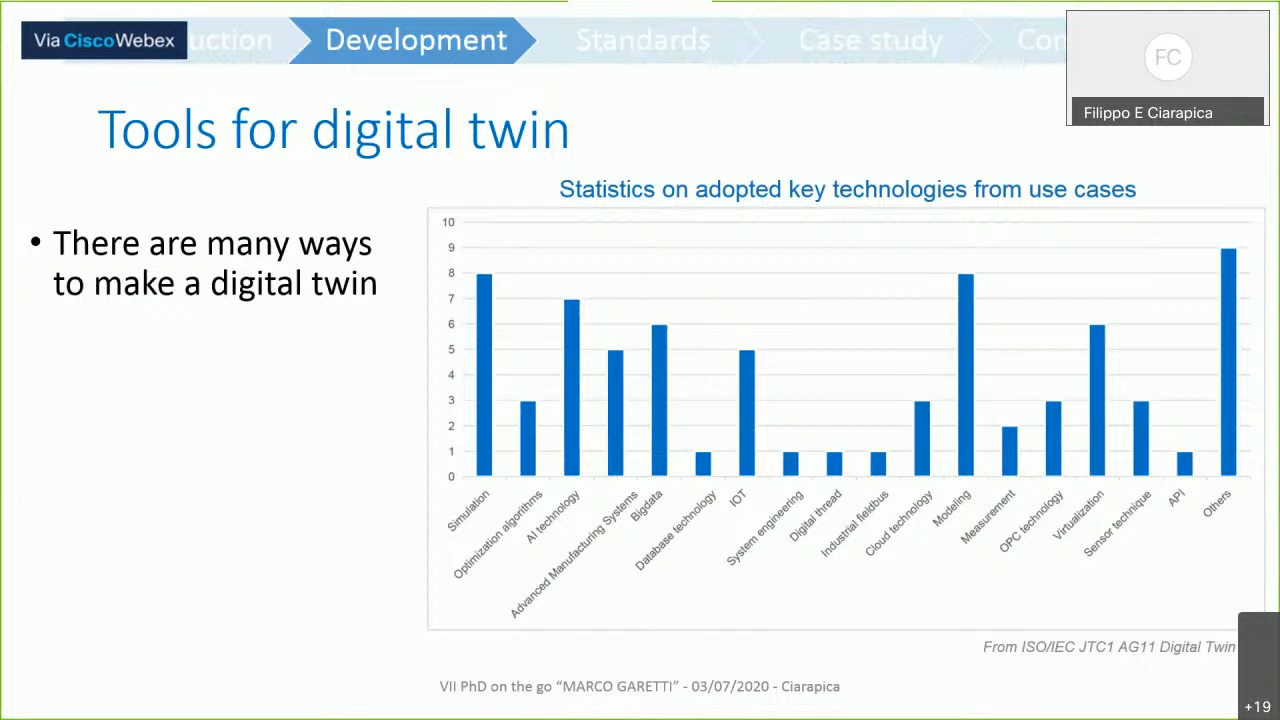 Via Cisco Webex
uction
Development
Standards
Case study
Con
FC
Filippo E Ciarapica
Tools for digital twin
• There are many ways
to make a digital twin
Statistics on adopted key technologies from use cases
10
9
8
7
6
5
4
3
2
1
0
Simulation
Optimization algorithms
AI technology
Advanced Manufacturing Systems
Bigdata
Database technology
IOT
System engineering
Digital thread
Industrial fieldbus
Cloud technology
Modeling
Measurement
OPC technology
Virtualization
Sensor technique
API
Others
From ISO/IEC JTC1 AG11 Digital Twin
VII PhD on the go “MARCO GARETTI” - 03/07/2020 - Ciarapica
+19